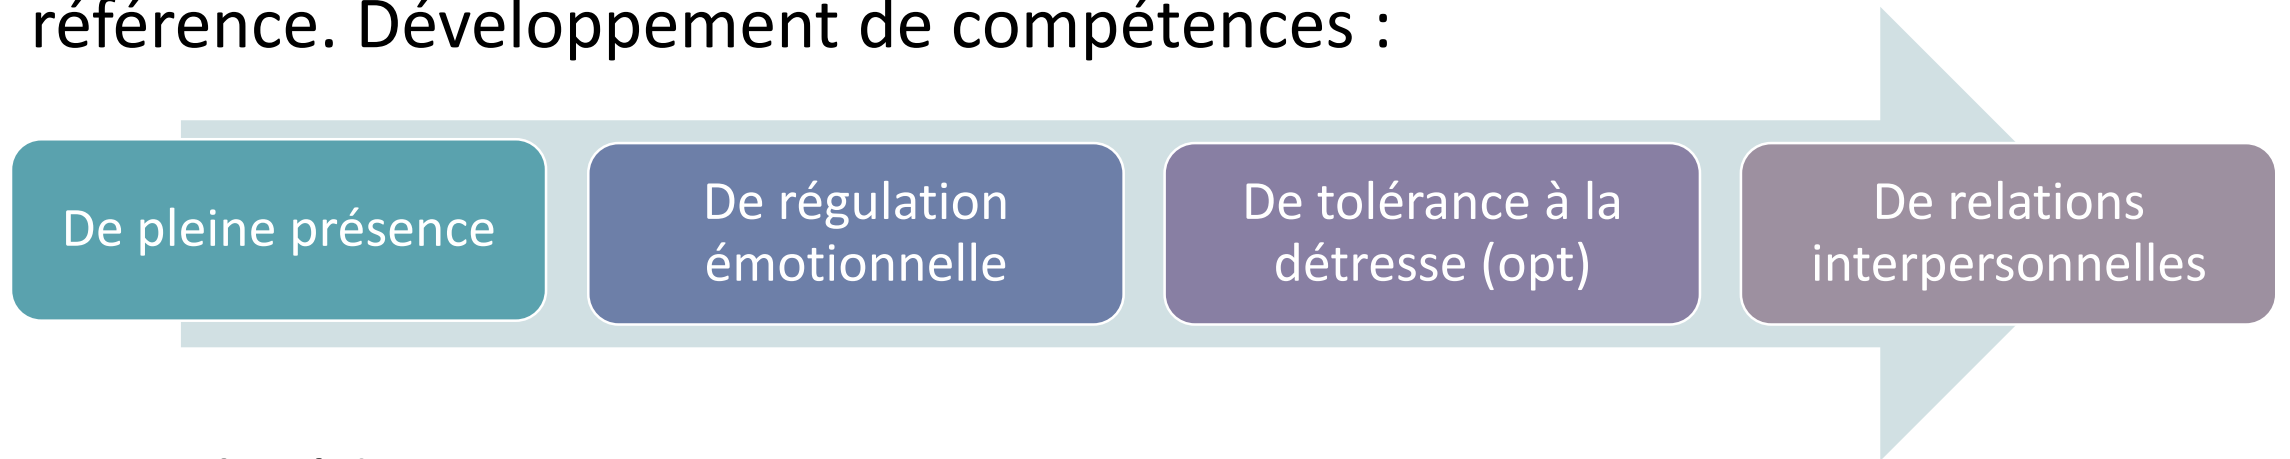 référence. Développement de compétences :
De pleine présence
De régulation
émotionnelle
De tolérance à la
détresse (opt)
De relations
interpersonnelles